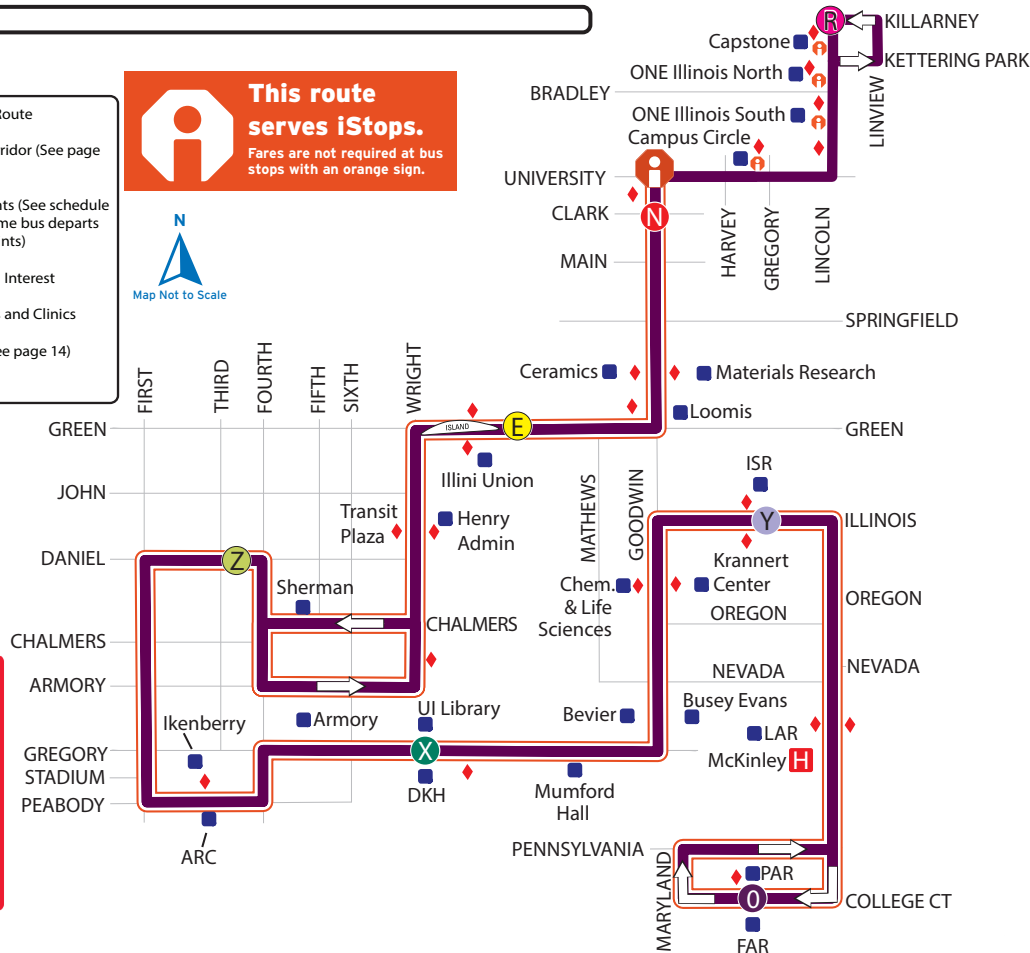 R
KILLARNEY
Capstone
KETTERING PARK
ONE Illinois North
BRADLEY
LINVIEW
ONE Illinois South
Campus Circle
This route
serves iStops.
Fares are not required at bus
stops with an orange sign.
Route
ridor (See page
nts (See schedule
me bus departs
nts)
Interest
and Clinics
ee page 14)
N
Map Not to Scale
UNIVERSITY
CLARK
N
MAIN
HARVEY
GREGORY
LINCOLN
SPRINGFIELD
Ceramics
Materials Research
Loomis
FIRST
THIRD
FOURTH
FIFTH
SIXTH
WRIGHT
GREEN
ISLAND
E
GREEN
Illini Union
ISR
JOHN
Transit
Plaza
Henry
Admin
MATHEWS
GOODWIN
Y
ILLINOIS
DANIEL
Z
Krannert
Center
Sherman
Chem.
& Life
Sciences
OREGON
OREGON
CHALMERS
CHALMERS
NEVADA
NEVADA
ARMORY
Ikenberry
Armory
UI Library
Bevier
Busey Evans
LAR
McKinley
H
GREGORY
X
STADIUM
PEABODY
DKH
Mumford
Hall
ARC
PENNSYLVANIA
MARYLAND
PAR
O
COLLEGE CT
FAR